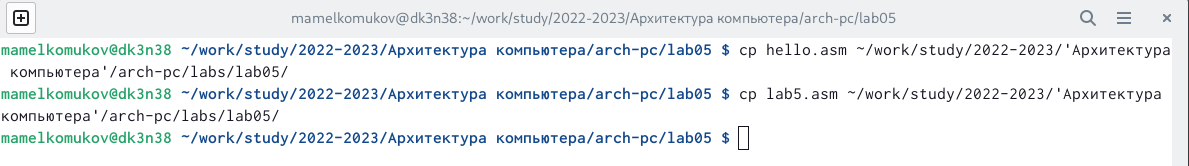 mamelkomukov@dk3n38:~/work/study/2022-2023/Архитектура компьютера/arch-pc/lab05
mamelkomukov@dk3n38 ~/work/study/2022-2023/Архитектура компьютера/arch-pc/lab05 $ cp hello.asm ~/work/study/2022-2023/'Архитектура
компьютера'/arch-pc/labs/lab05/
mamelkomukov@dk3n38 ~/work/study/2022-2023/Архитектура компьютера/arch-pc/lab05 $ cp lab5.asm ~/work/study/2022-2023/'Архитектура
компьютера'/arch-pc/labs/lab05/
mamelkomukov@dk3n38 ~/work/study/2022-2023/Архитектура компьютера/arch-pc/lab05 $